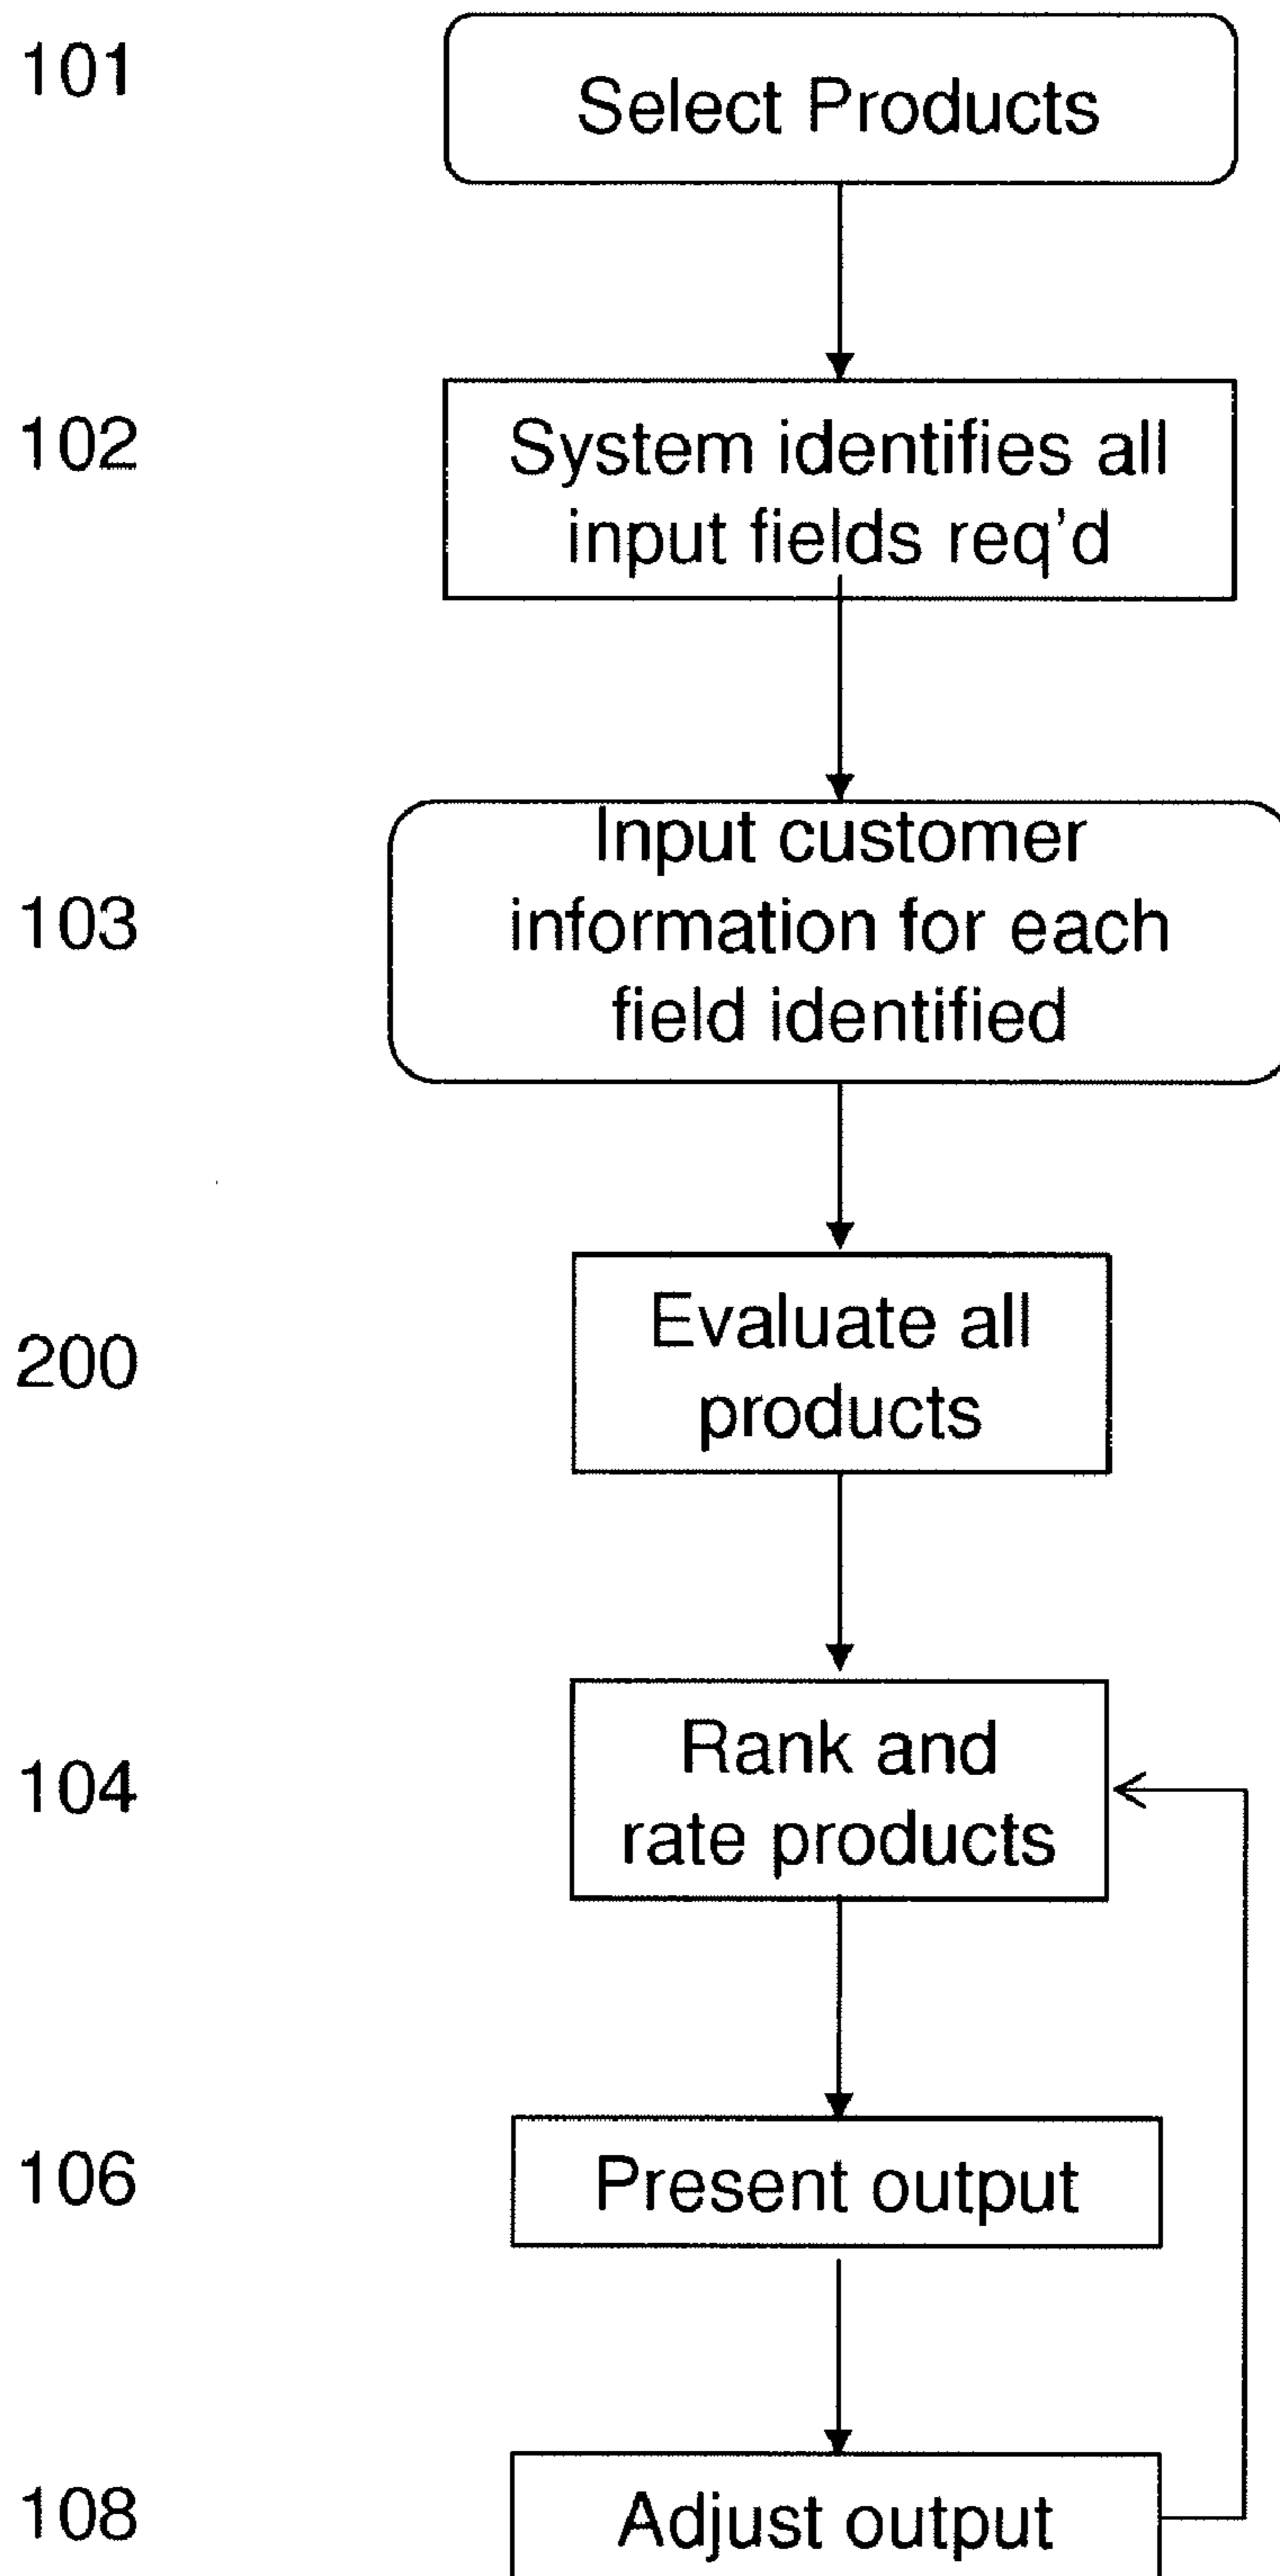 101
Select Products
102
System identifies all
input fields req'd
103
Input customer
information for each
field identified
200
Evaluate all
products
104
Rank and
rate products
106
Present output
108
Adjust output